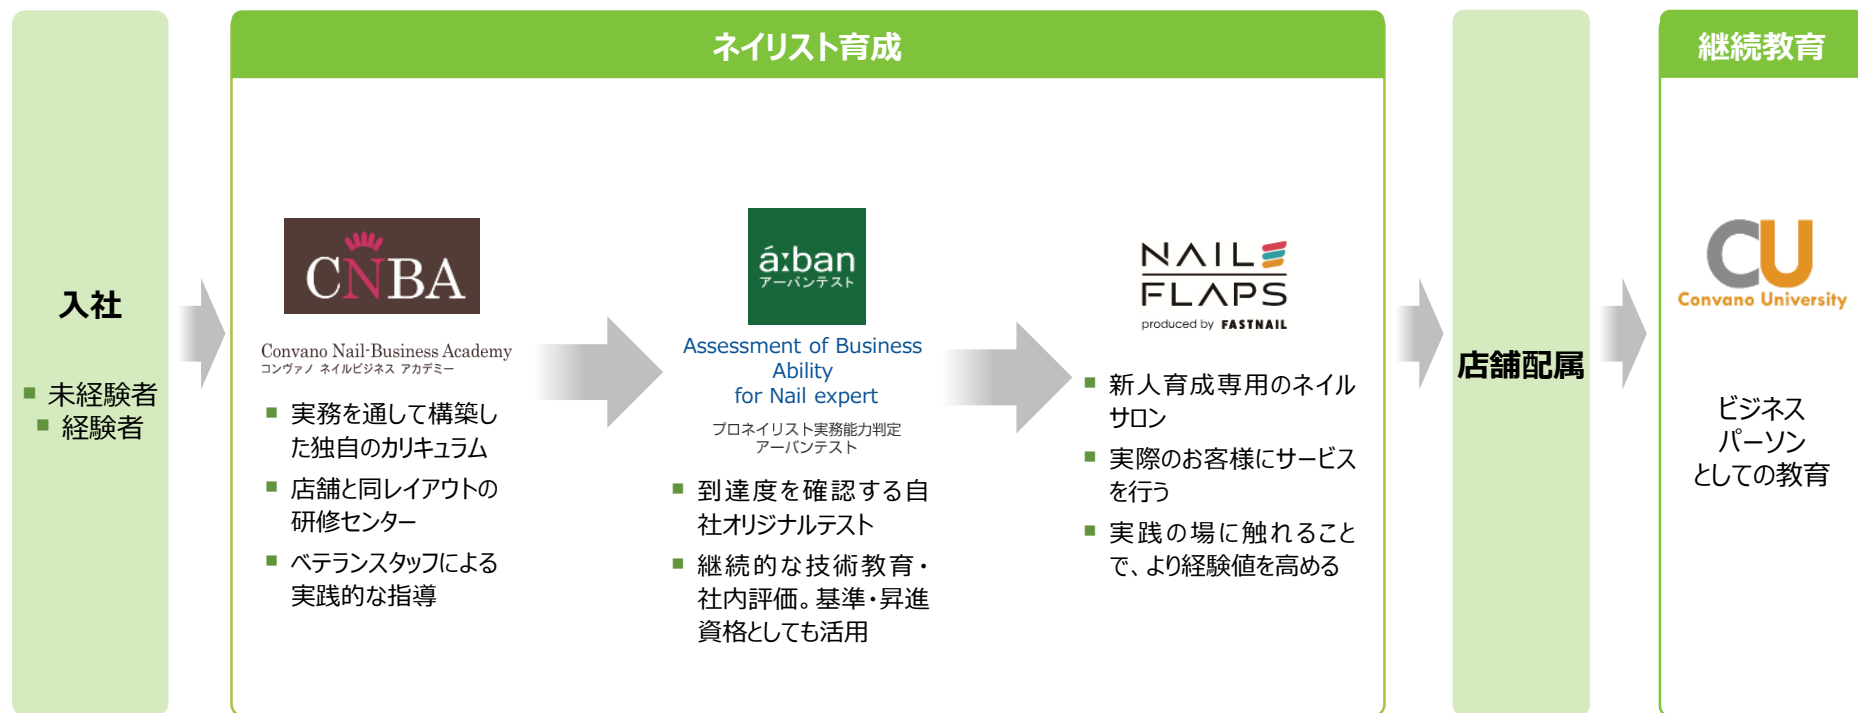 入社
未経験者
経験者
ネイリスト育成
CNBA
Convano Nail-Business Academy
コンヴァノ ネイルビジネス アカデミー
実務を通して構築し
た独自のカリキュラム
店舗と同レイアウトの
研修センター
ベテランスタッフによる
実践的な指導
á:ban
アーバンテスト
Assessment of Business
Ability
for Nail expert
プロネイリスト実務能力判定
アーバンテスト
到達度を確認する自
社オリジナルテスト
継続的な技術教育・
社内評価。基準・昇進
資格としても活用
NAIL
FLAPS
produced by FASTNAIL
新人育成専用のネイル
サロン
実際のお客様にサービス
を行う
実践の場に触れること
で、より経験値を高める
店舗配属
継続教育
CU
Convano University
ビジネス
パーソン
としての教育